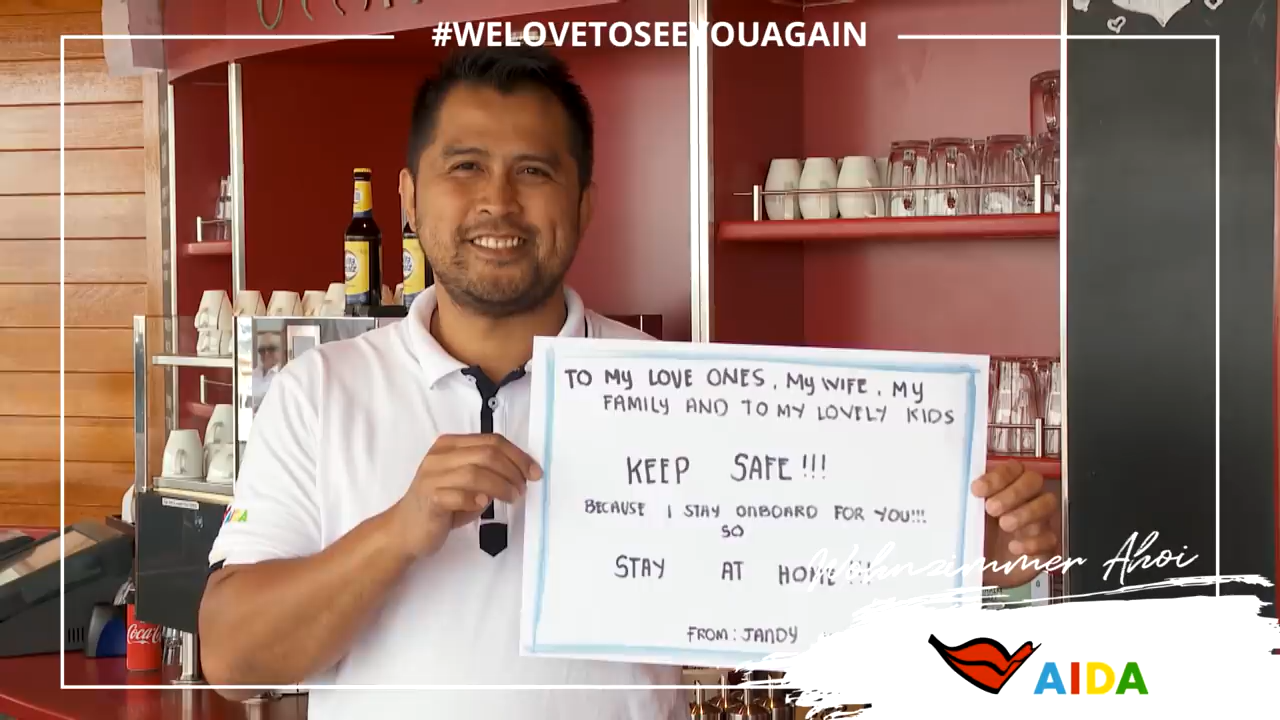 #WELOVETOSEEYOUAGAIN
TO MY LOVE ONES, MY WIFE, MY
FAMILY AND TO MY LOVELY KIDS
KEEP SAFE!!!
BECAUSE I STAY ONBOARD FOR YOU!!!
SO
STAY AT HOME!!!
FROM: JANDY
Wohnzimmer Ahoi
AIDA
Coca-Co